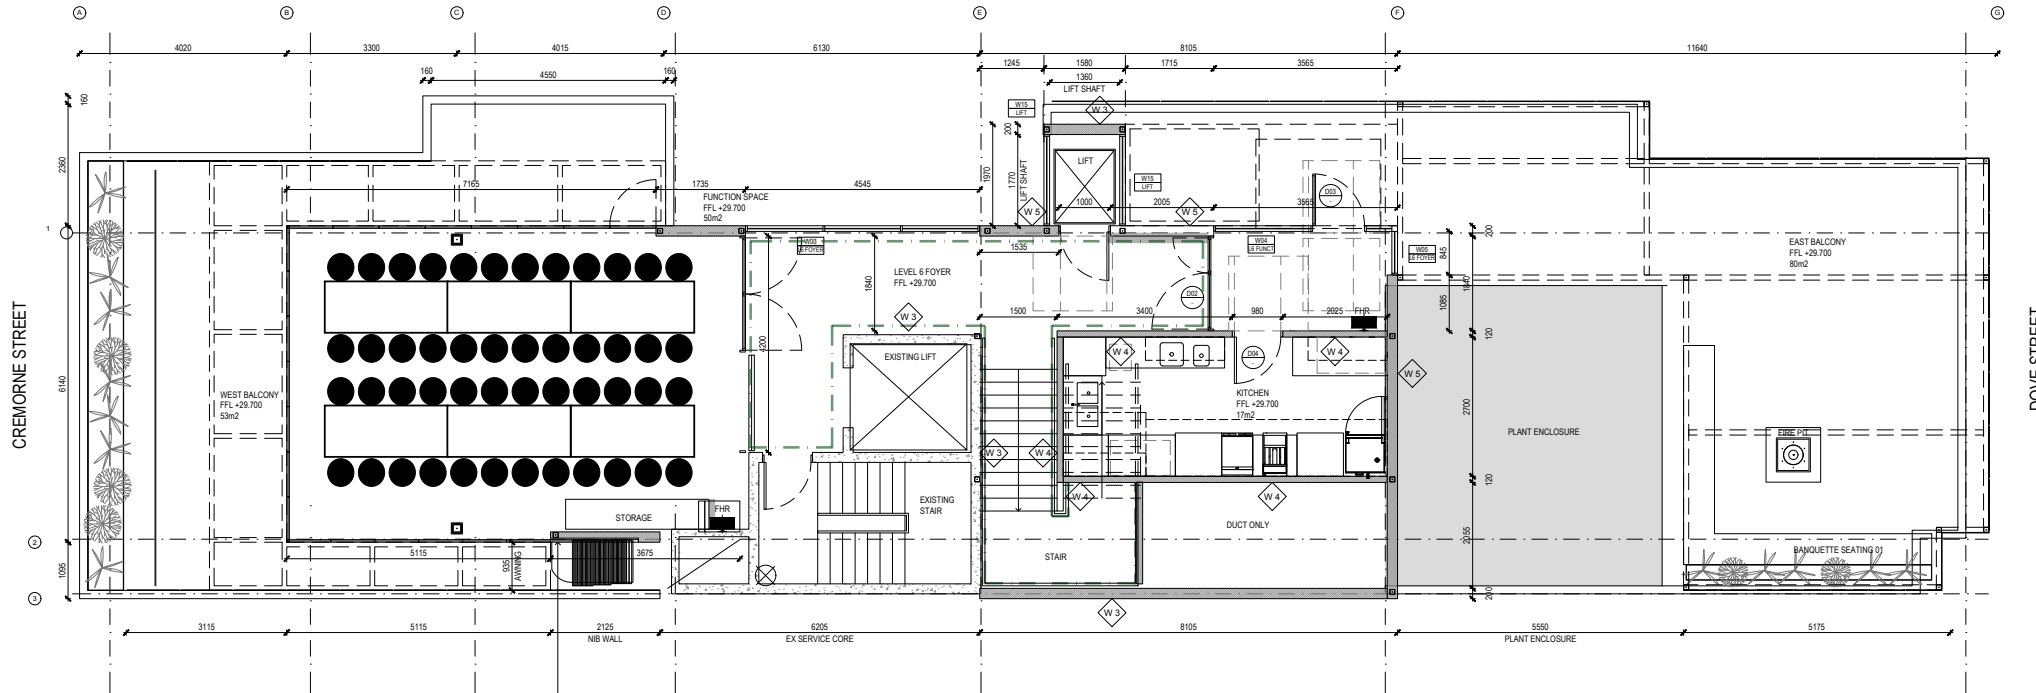 A B C D E F G
4020 3300 4015 6130 8105 11640
160 4550 160 1245 1580 1715 3565
1360
LIFT SHAFT
160
2360
W15
LIFT
W 3
200
1970
1770
LIFT SHAFT
LIFT
W15
LIFT
D03
7165 1735 4545
FUNCTION SPACE
FFL +29.700
50m2
W 5
1000 2005 3565
W 5
1
W03
L6 FOYER
1535
W04
L6 FUNCT
W05
L6 FOYER
845
200
EAST BALCONY
FFL +29.700
80m2
LEVEL 6 FOYER
FFL +29.700
1840
D02
1840
1085
W 3
1500 3400 980 2025
FHR
120
CREMORNE STREET
DOVE STREET
4200
EXISTING LIFT
W 4
D04
W 4
W 5
6140
WEST BALCONY
FFL +29.700
53m2
KITCHEN
FFL +29.700
17m2
2700
PLANT ENCLOSURE
FIRE PIT
W 3
W 4
120
W 4
W 4
EXISTING
STAIR
FHR
STORAGE
DUCT ONLY
2
5115 3675
935
AWNING
STAIR
2055
BANQUETTE SEATING 01
1095
3
200
W 3
3115 5115 2125 6205 8105 5550 5175
NIB WALL EX SERVICE CORE PLANT ENCLOSURE